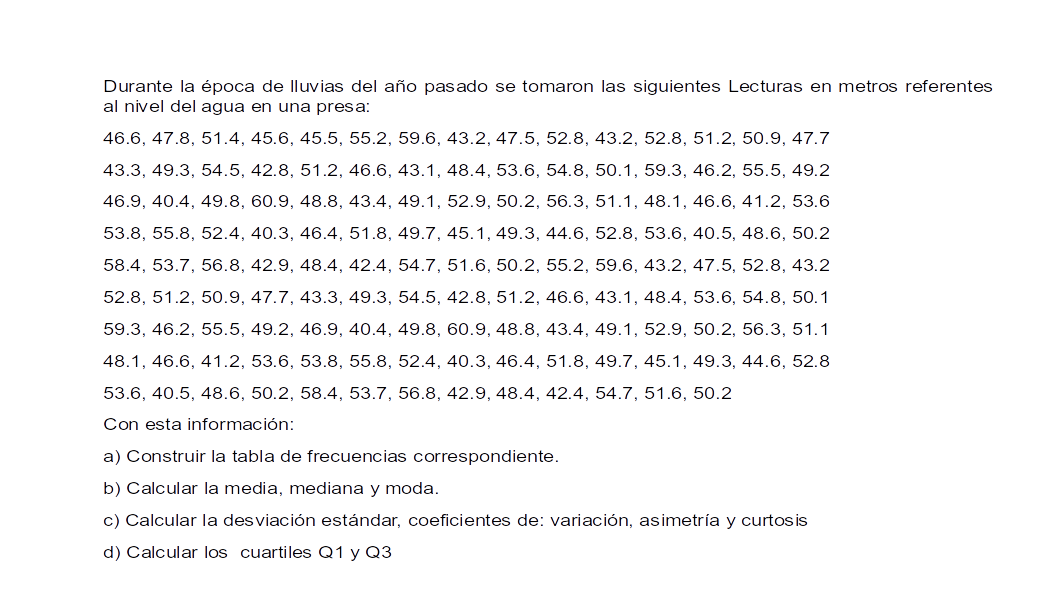 Durante la época de lluvias del año pasado se tomaron las siguientes Lecturas en metros referentes
al nivel del agua en una presa:
46.6, 47.8, 51.4, 45.6, 45.5, 55.2, 59.6, 43.2, 47.5, 52.8, 43.2, 52.8, 51.2, 50.9, 47.7
43.3, 49.3, 54.5, 42.8, 51.2, 46.6, 43.1, 48.4, 53.6, 54.8, 50.1, 59.3, 46.2, 55.5, 49.2
46.9, 40.4, 49.8, 60.9, 48.8, 43.4, 49.1, 52.9, 50.2, 56.3, 51.1, 48.1, 46.6, 41.2, 53.6
53.8, 55.8, 52.4, 40.3, 46.4, 51.8, 49.7, 45.1, 49.3, 44.6, 52.8, 53.6, 40.5, 48.6, 50.2
58.4, 53.7, 56.8, 42.9, 48.4, 42.4, 54.7, 51.6, 50.2, 55.2, 59.6, 43.2, 47.5, 52.8, 43.2
52.8, 51.2, 50.9, 47.7, 43.3, 49.3, 54.5, 42.8, 51.2, 46.6, 43.1, 48.4, 53.6, 54.8, 50.1
59.3, 46.2, 55.5, 49.2, 46.9, 40.4, 49.8, 60.9, 48.8, 43.4, 49.1, 52.9, 50.2, 56.3, 51.1
48.1, 46.6, 41.2, 53.6, 53.8, 55.8, 52.4, 40.3, 46.4, 51.8, 49.7, 45.1, 49.3, 44.6, 52.8
53.6, 40.5, 48.6, 50.2, 58.4, 53.7, 56.8, 42.9, 48.4, 42.4, 54.7, 51.6, 50.2
Con esta información:
a) Construir la tabla de frecuencias correspondiente.
b) Calcular la media, mediana y moda.
c) Calcular la desviación estándar, coeficientes de: variación, asimetría y curtosis
d) Calcular los cuartiles Q1 y Q3